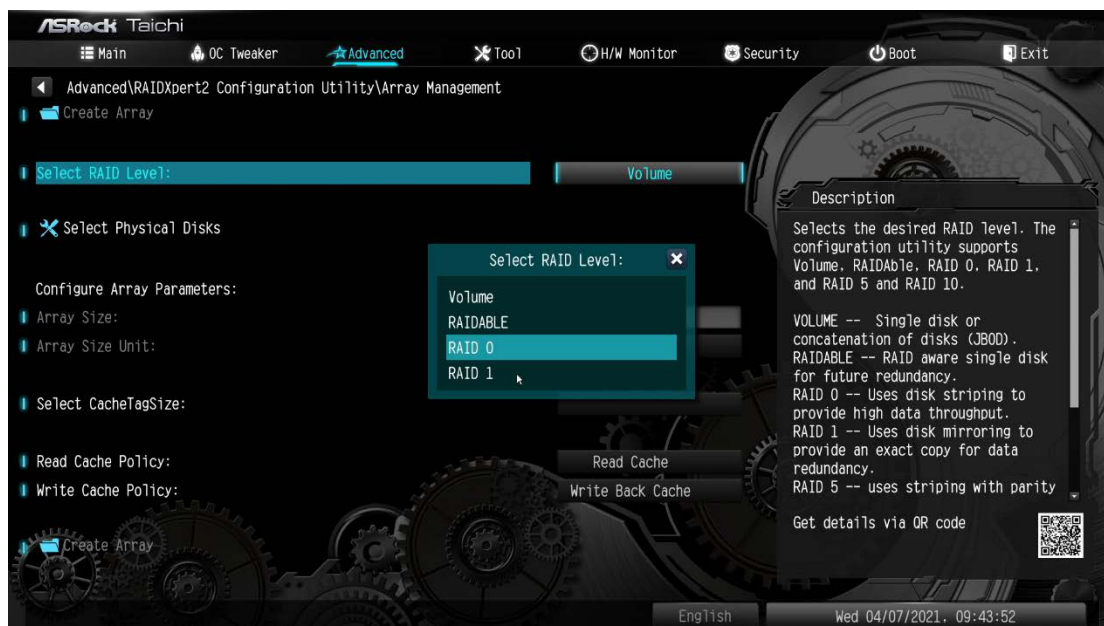 ASRock Taichi
Main OC Tweaker Advanced Tool H/W Monitor Security Boot Exit
Advanced\RAIDXpert2 Configuration Utility\Array Management
Create Array
Select RAID Level: Volume
Select Physical Disks
Configure Array Parameters:
Array Size:
Array Size Unit:
Select CacheTagSize:
Read Cache Policy: Read Cache
Write Cache Policy: Write Back Cache
Create Array
Select RAID Level:
Volume
RAIDABLE
RAID 0
RAID 1
Description
Selects the desired RAID level. The
configuration utility supports
Volume, RAIDAble, RAID 0, RAID 1,
and RAID 5 and RAID 10.
VOLUME -- Single disk or
concatenation of disks (JBOD).
RAIDABLE -- RAID aware single disk
for future redundancy.
RAID 0 -- Uses disk striping to
provide high data throughput.
RAID 1 -- Uses disk mirroring to
provide an exact copy for data
redundancy.
RAID 5 -- uses striping with parity
Get details via QR code
English Wed 04/07/2021, 09:43:52